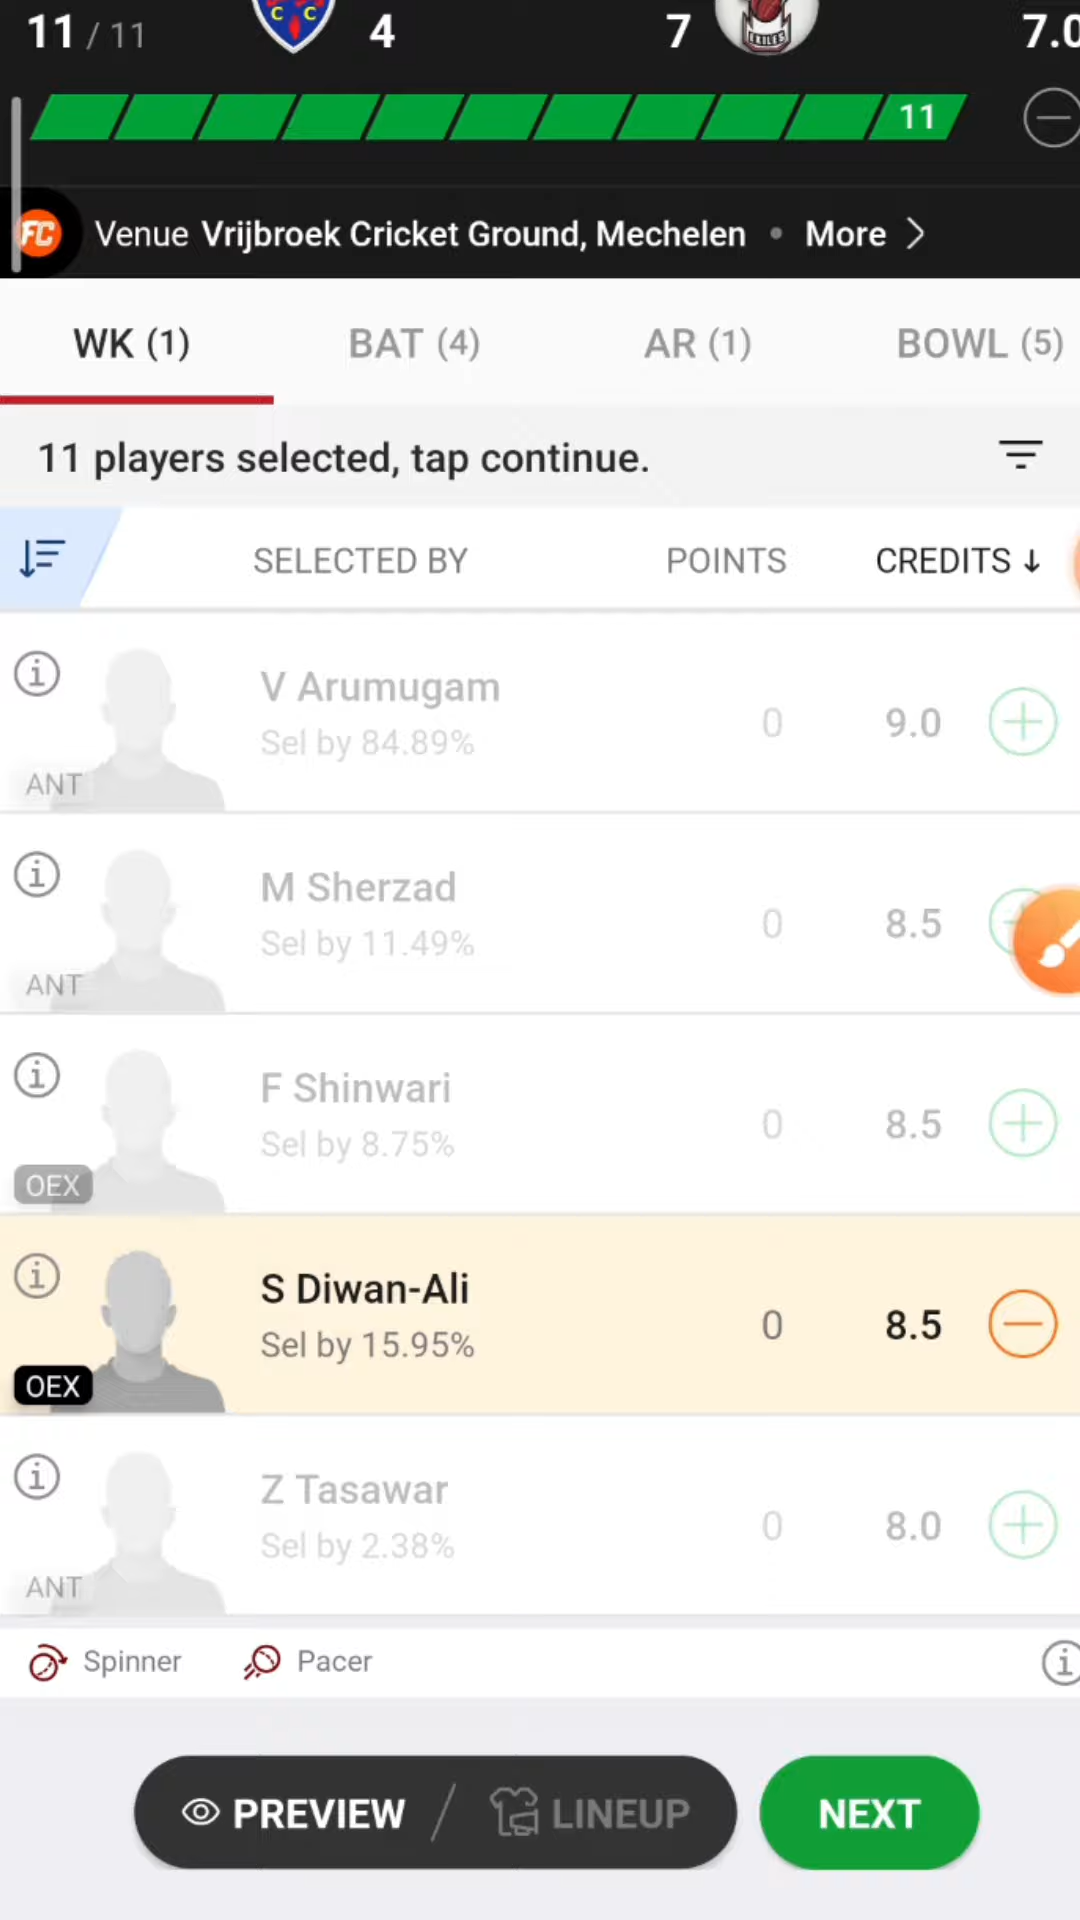 11 / 11
C C
4
7
EXILES
7.0
11
FC
Venue Vrijbroek Cricket Ground, Mechelen • More
WK (1)
BAT (4)
AR (1)
BOWL (5)
11 players selected, tap continue.
SELECTED BY
POINTS
CREDITS ↓
V Arumugam
Sel by 84.89%
0
9.0
ANT
M Sherzad
Sel by 11.49%
0
8.5
ANT
F Shinwari
Sel by 8.75%
0
8.5
OEX
S Diwan-Ali
Sel by 15.95%
0
8.5
OEX
Z Tasawar
Sel by 2.38%
0
8.0
ANT
Spinner
Pacer
PREVIEW / LINEUP
NEXT